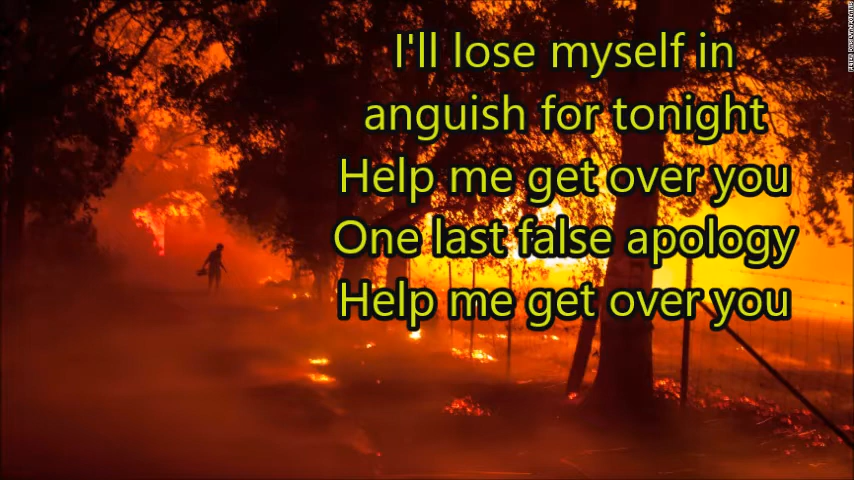 I'll lose myself in
anguish for tonight
Help me get over you
One last false apology
Help me get over you